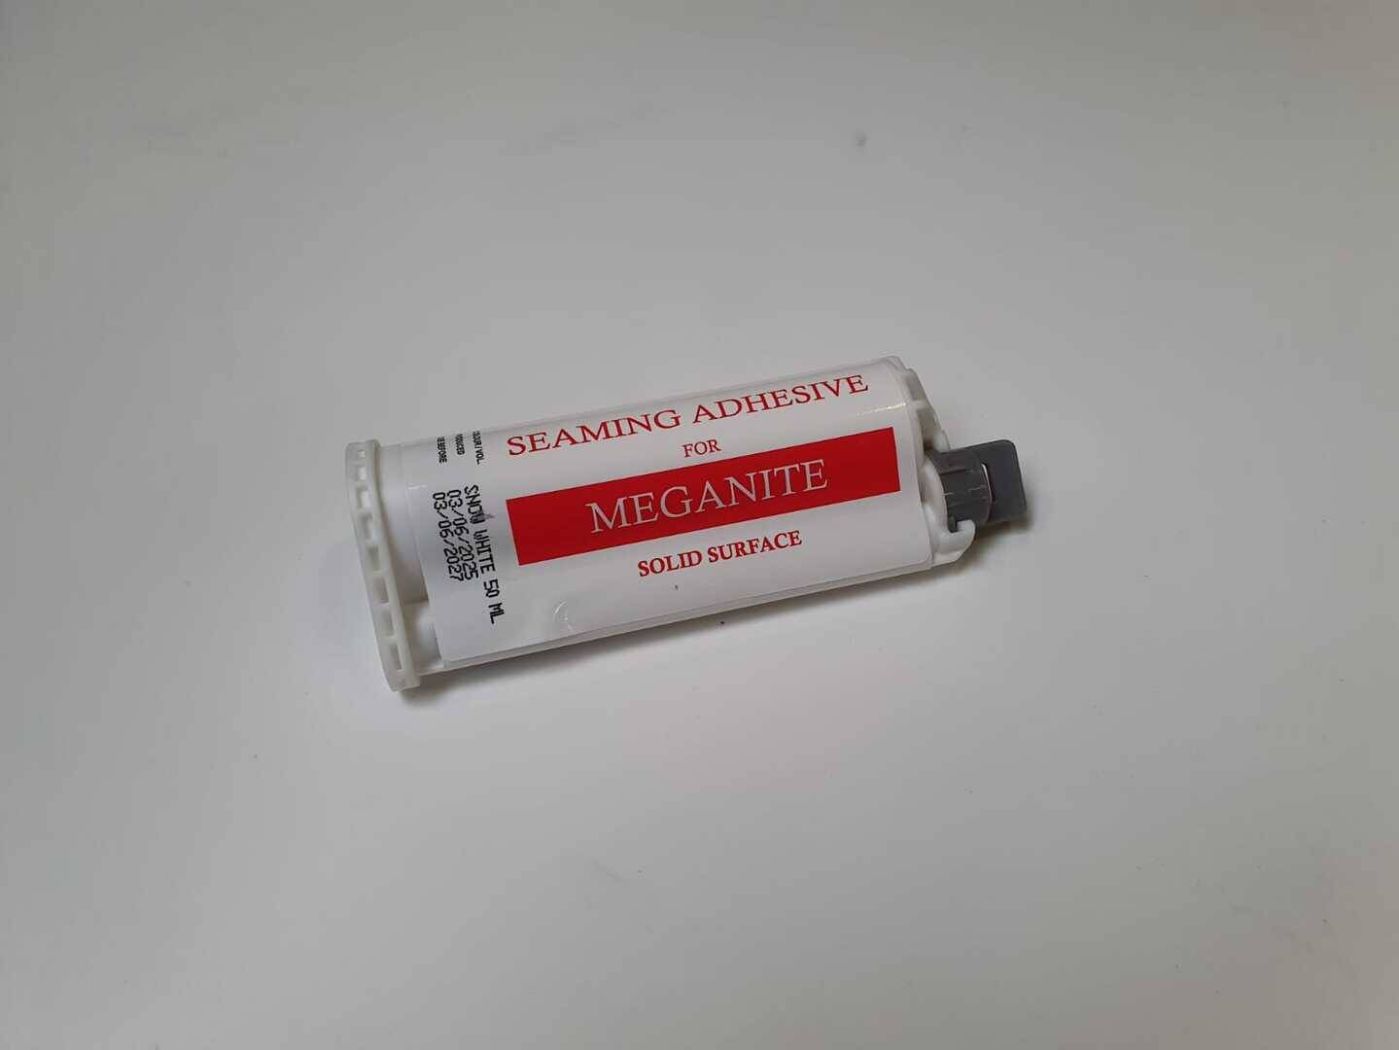 SEAMING ADHESIVE
FOR
MEGANITE
SOLID SURFACE
SNOW WHITE 50 ML
03/06/2025
03/06/2027